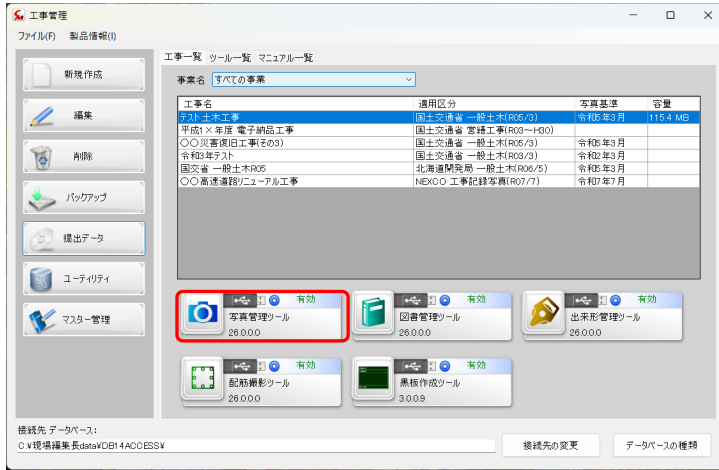 工事管理
ファイル(F) 製品情報(I)
工事一覧 ツール一覧 マニュアル一覧
新規作成
編集
削除
バックアップ
提出データ
ユーティリティ
マスター管理
事業名 すべての事業
工事名 適用区分 写真基準 容量
テスト土木工事 国土交通省 一般土木(R05/3) 令和5年3月 115.4 MB
平成1×年度 電子納品工事 国土交通省 営繕工事(R03～H30)
〇〇災害復旧工事(その3) 国土交通省 一般土木(R05/3) 令和5年3月
令和3年テスト 国土交通省 一般土木(R03/3) 令和2年3月
国交省 一般土木R05 北海道開発局 一般土木(R06/5) 令和5年3月
〇〇高速道路リニューアル工事 NEXCO 工事記録写真(R07/7) 令和7年7月
有効
写真管理ツール
26.0.0.0
有効
図書管理ツール
26.0.0.0
有効
出来形管理ツール
26.0.0.0
有効
配筋撮影ツール
26.0.0.0
有効
黒板作成ツール
3.0.0.9
接続先 データベース:
C:¥現場編集長data¥DB14ACCESS¥
接続先の変更
データベースの種類